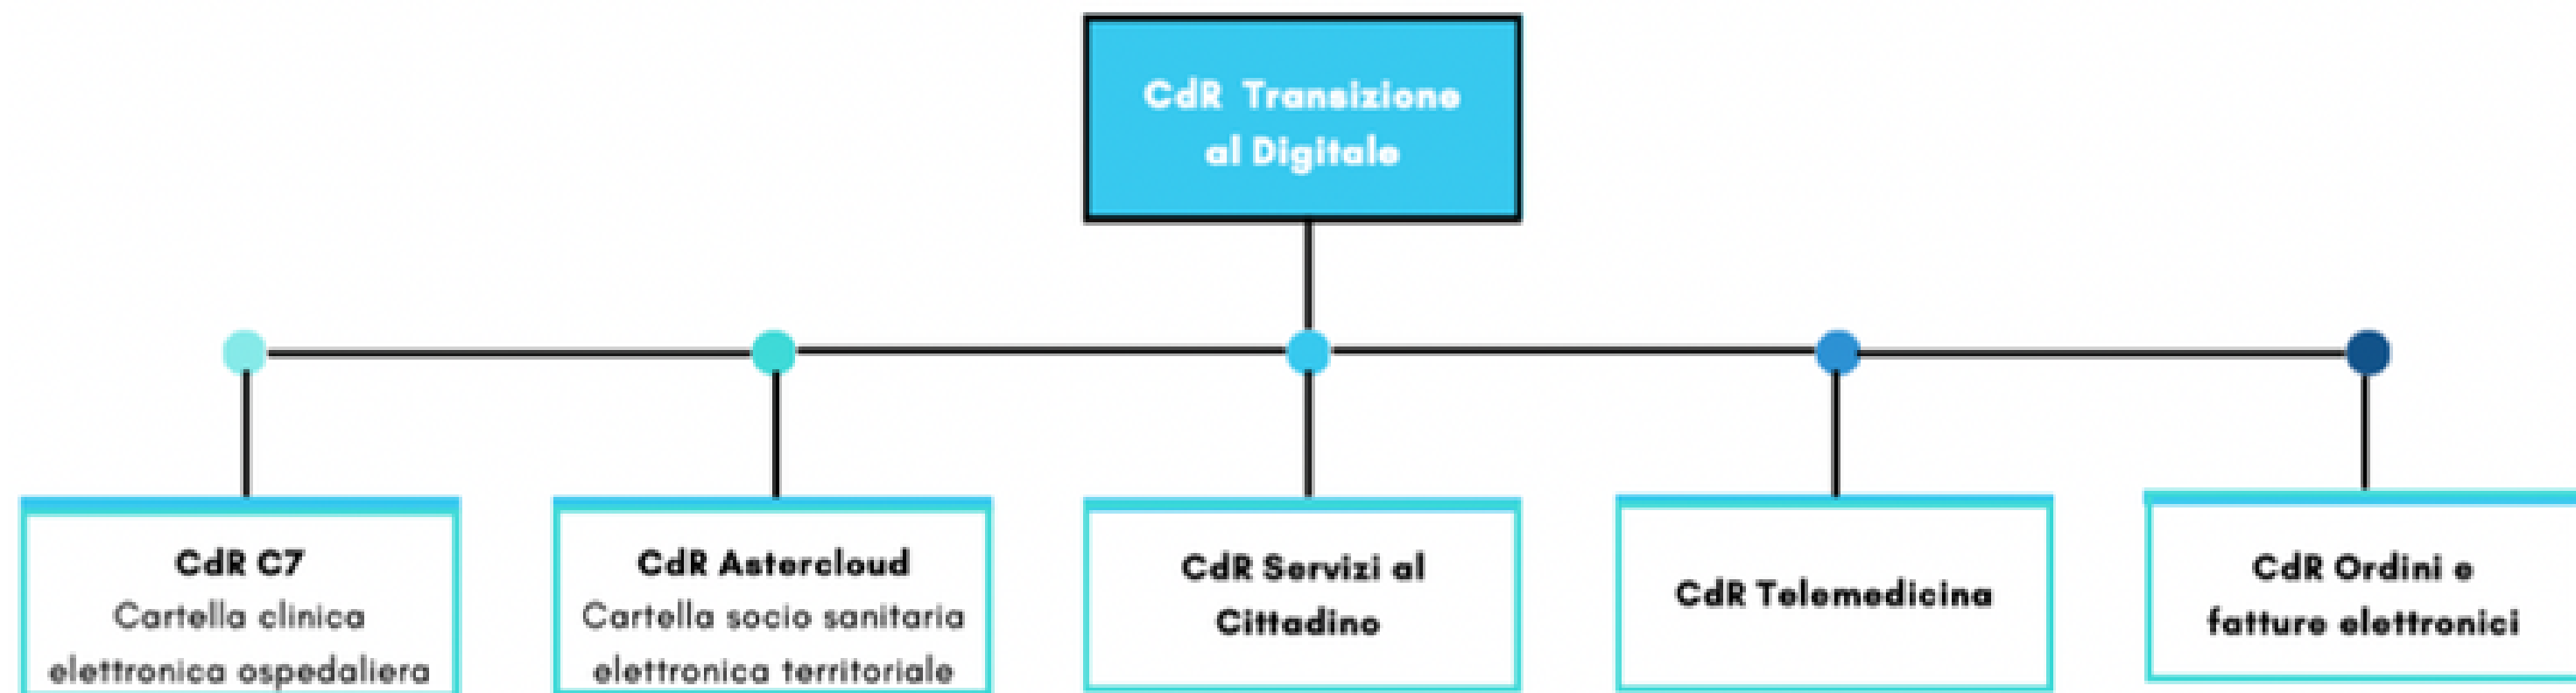 CdR Transizione
al Digitale
CdR C7
Cartella clinica
elettronica ospedaliera
CdR Astercloud
Cartella socio sanitaria
elettronica territoriale
CdR Servizi al
Cittadino
CdR Telemedicina
CdR Ordini e
fatture elettronici